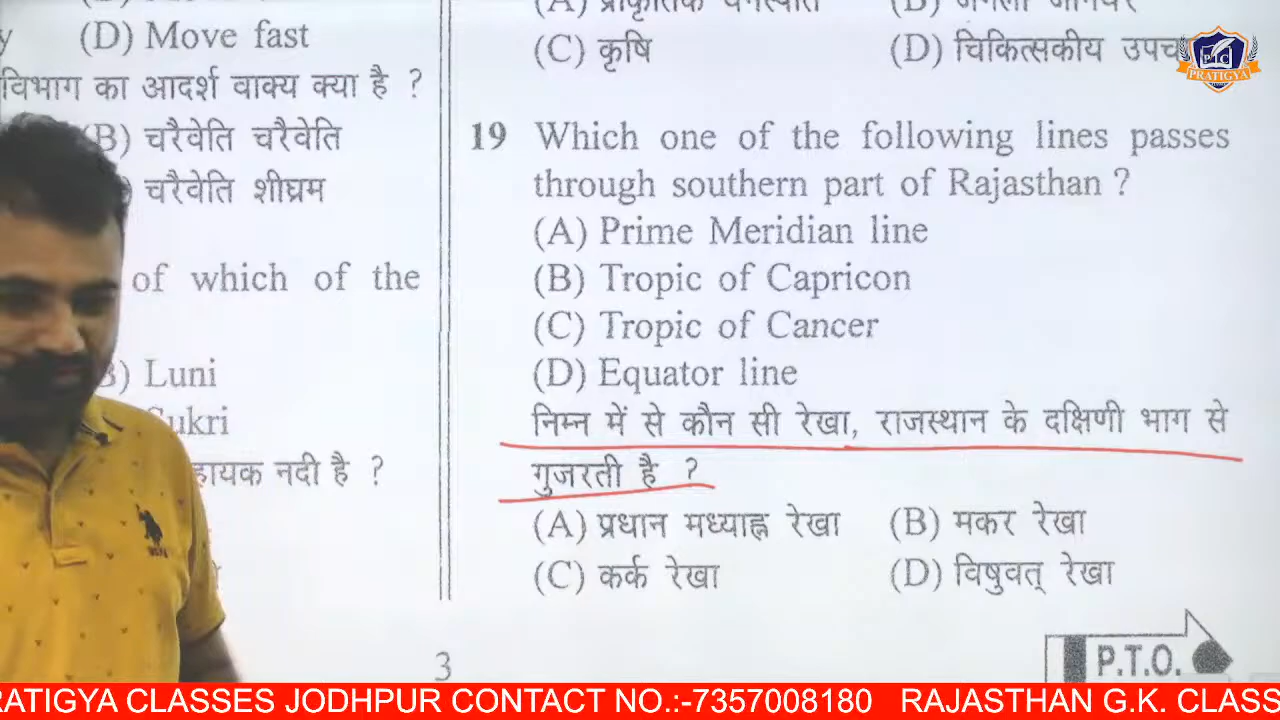 (D) Move fast
विभाग का आदर्श वाक्य क्या है ?
(B) चरैवेति चरैवेति
चरैवेति शीघ्रम
of which of the
Luni
Sukri
हायक नदी है ?
(C) कृषि (D) चिकित्सकीय
PTC
PRATIGYA
19 Which one of the following lines passes
through southern part of Rajasthan ?
(A) Prime Meridian line
(B) Tropic of Capricon
(C) Tropic of Cancer
(D) Equator line
निम्न में से कौन सी रेखा, राजस्थान के दक्षिणी भाग से
गुजरती है ?
(A) प्रधान मध्याह्न रेखा (B) मकर रेखा
(C) कर्क रेखा (D) विषुवत् रेखा
3
P.T.O.
RATIGYA CLASSES JODHPUR CONTACT NO.:-7357008180 RAJASTHAN G.K. CLASS